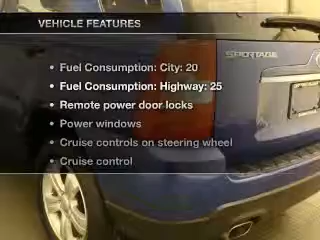 VEHICLE FEATURES
SPORTAGE
• Fuel Consumption: City: 20
• Fuel Consumption: Highway: 25
• Remote power door locks
• Power windows
• Cruise controls on steering wheel
• Cruise control